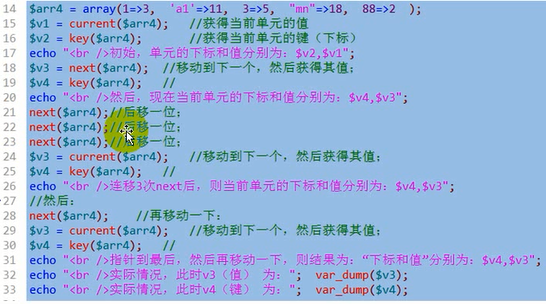 14 $arr4 = array(1=>3, 'a1'=>11, 3=>5, "mn"=>18, 88=>2 );
15 $v1 = current($arr4); //获得当前单元的值
16 $v2 = key($arr4); //获得当前单元的键（下标）
17 echo "<br />初始，单元的下标和值分别为：$v2,$v1";
18 $v3 = next($arr4); //移动到下一个，然后获得其值；
19 $v4 = key($arr4); //
20 echo "<br />然后，现在当前单元的下标和值分别为：$v4,$v3";
21 next($arr4);//后移一位；
22 next($arr4);//后移一位；
23 next($arr4);//后移一位；
24 $v3 = current($arr4); //移动到下一个，然后获得其值；
25 $v4 = key($arr4); //
26 echo "<br />连移3次next后，则当前单元的下标和值分别为：$v4,$v3";
27 //然后：
28 next($arr4); //再移动一下：
29 $v3 = current($arr4); //移动到下一个，然后获得其值；
30 $v4 = key($arr4); //
31 echo "<br />指针到最后，然后再移动一下，则结果为：“下标和值”分别为：$v4,$v3";
32 echo "<br />实际情况，此时v3（值） 为："; var_dump($v3);
33 echo "<br />实际情况，此时v4（键） 为："; var_dump($v4);